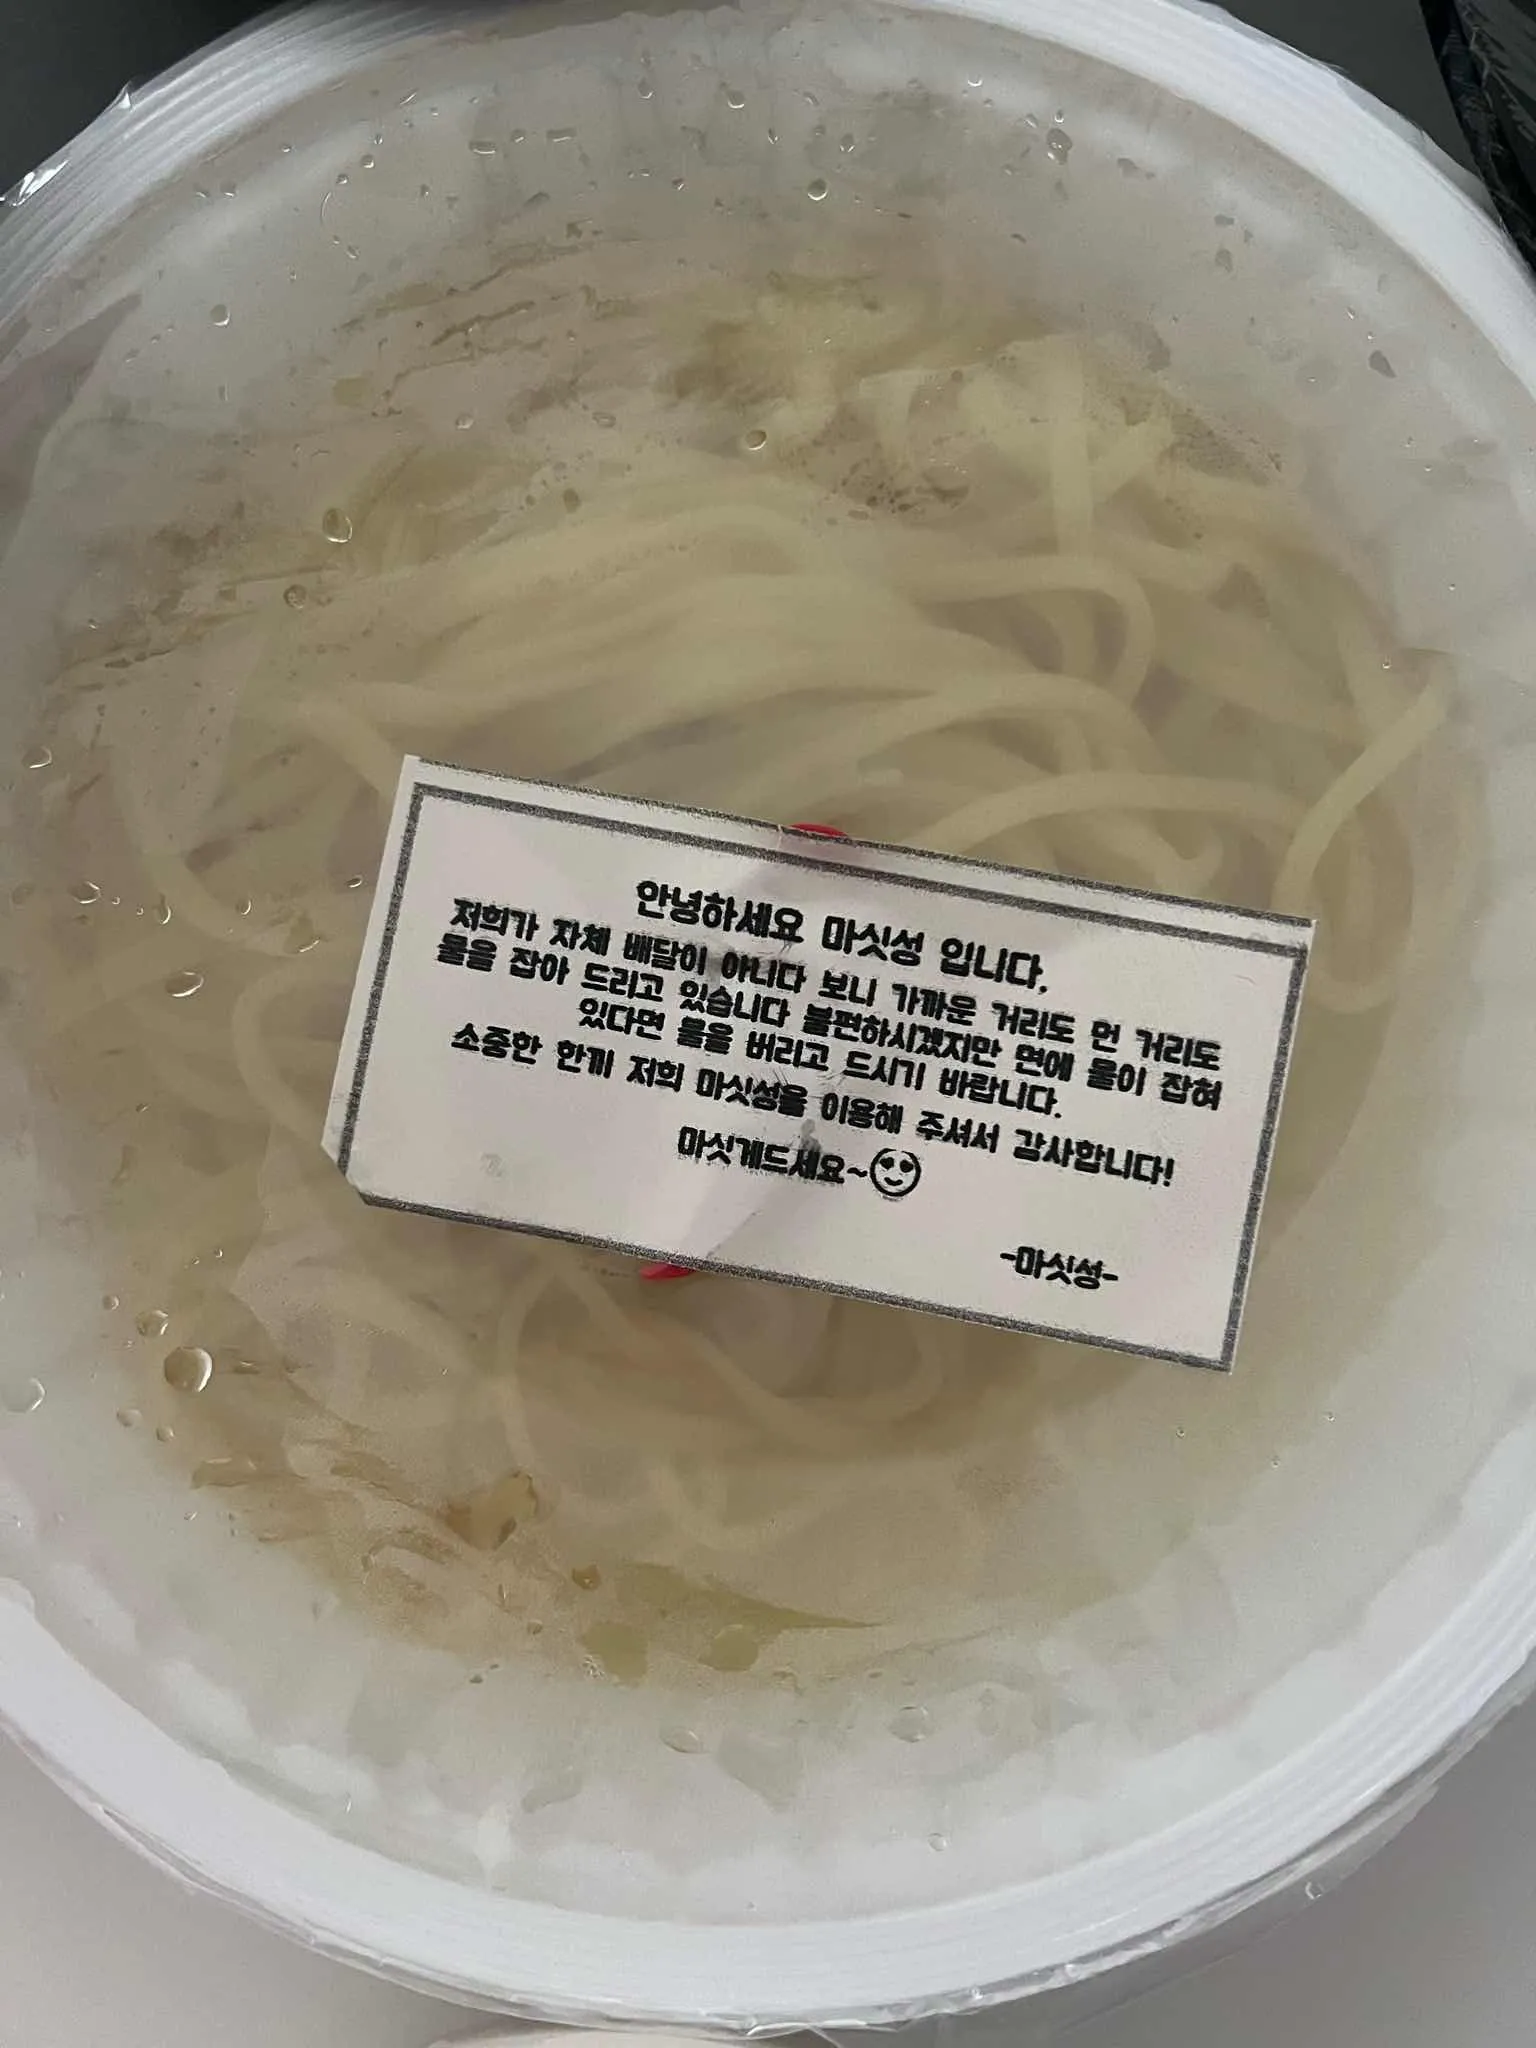 안녕하세요 마싯성 입니다.
저희가 자체 배달이 아니다 보니 가까운 거리도 먼 거리도
물을 잡아 드리고 있습니다 불편하시겠지만 면에 물이 잡혀
있다면 물을 버리고 드시기 바랍니다.
소중한 한끼 저희 마싯성을 이용해 주셔서 감사합니다!
마싯게드세요~
-마싯성-